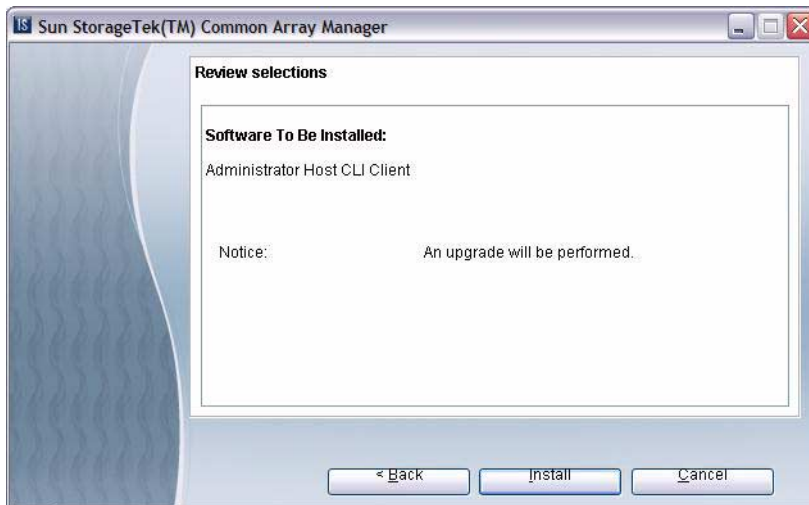 IS Sun StorageTek(TM) Common Array Manager
Review selections
Software To Be Installed:
Administrator Host CLI Client
Notice: An upgrade will be performed.
< Back Install Cancel